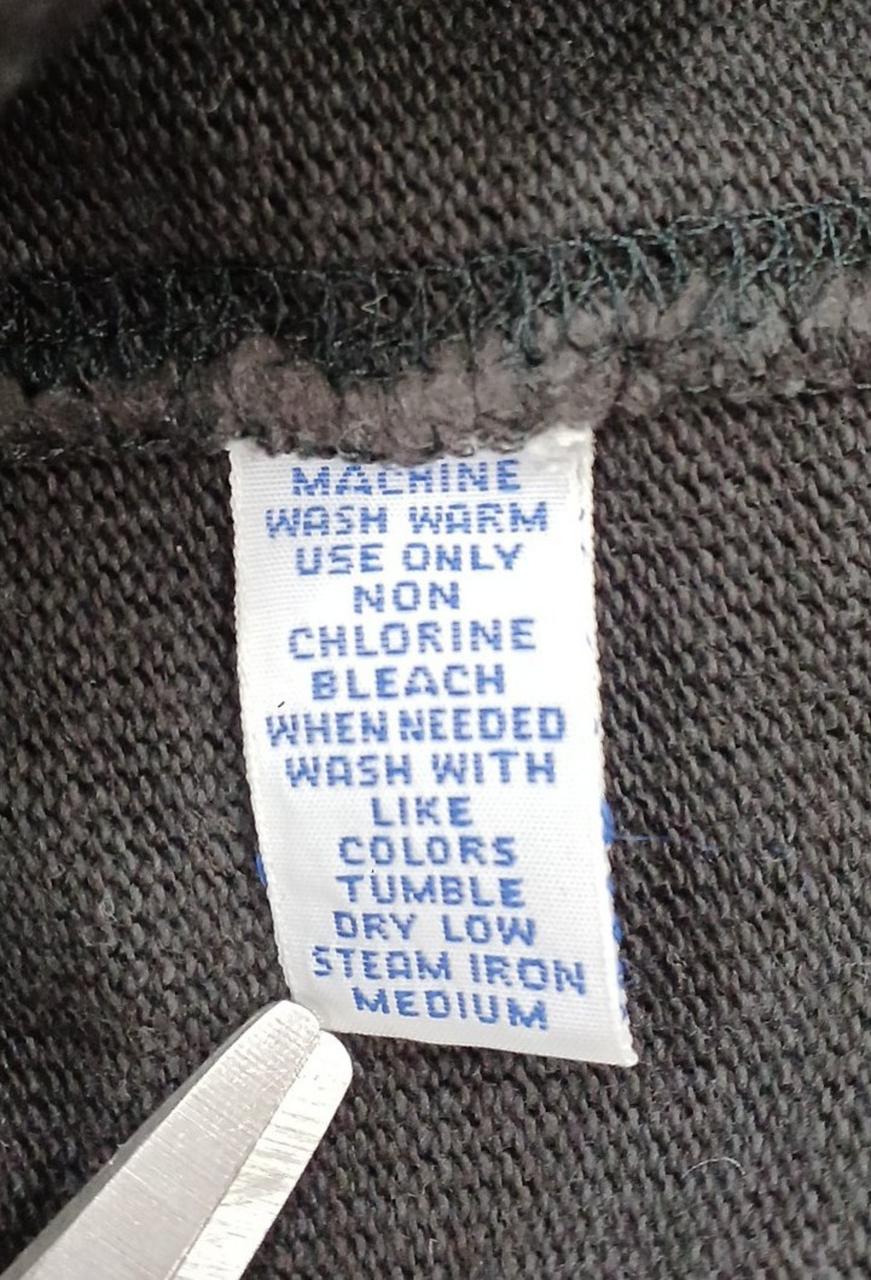 MACHINE
WASH WARM
USE ONLY
NON
CHLORINE
BLEACH
WHEN NEEDED
WASH WITH
LIKE
COLORS
TUMBLE
DRY LOW
STEAM IRON
MEDIUM